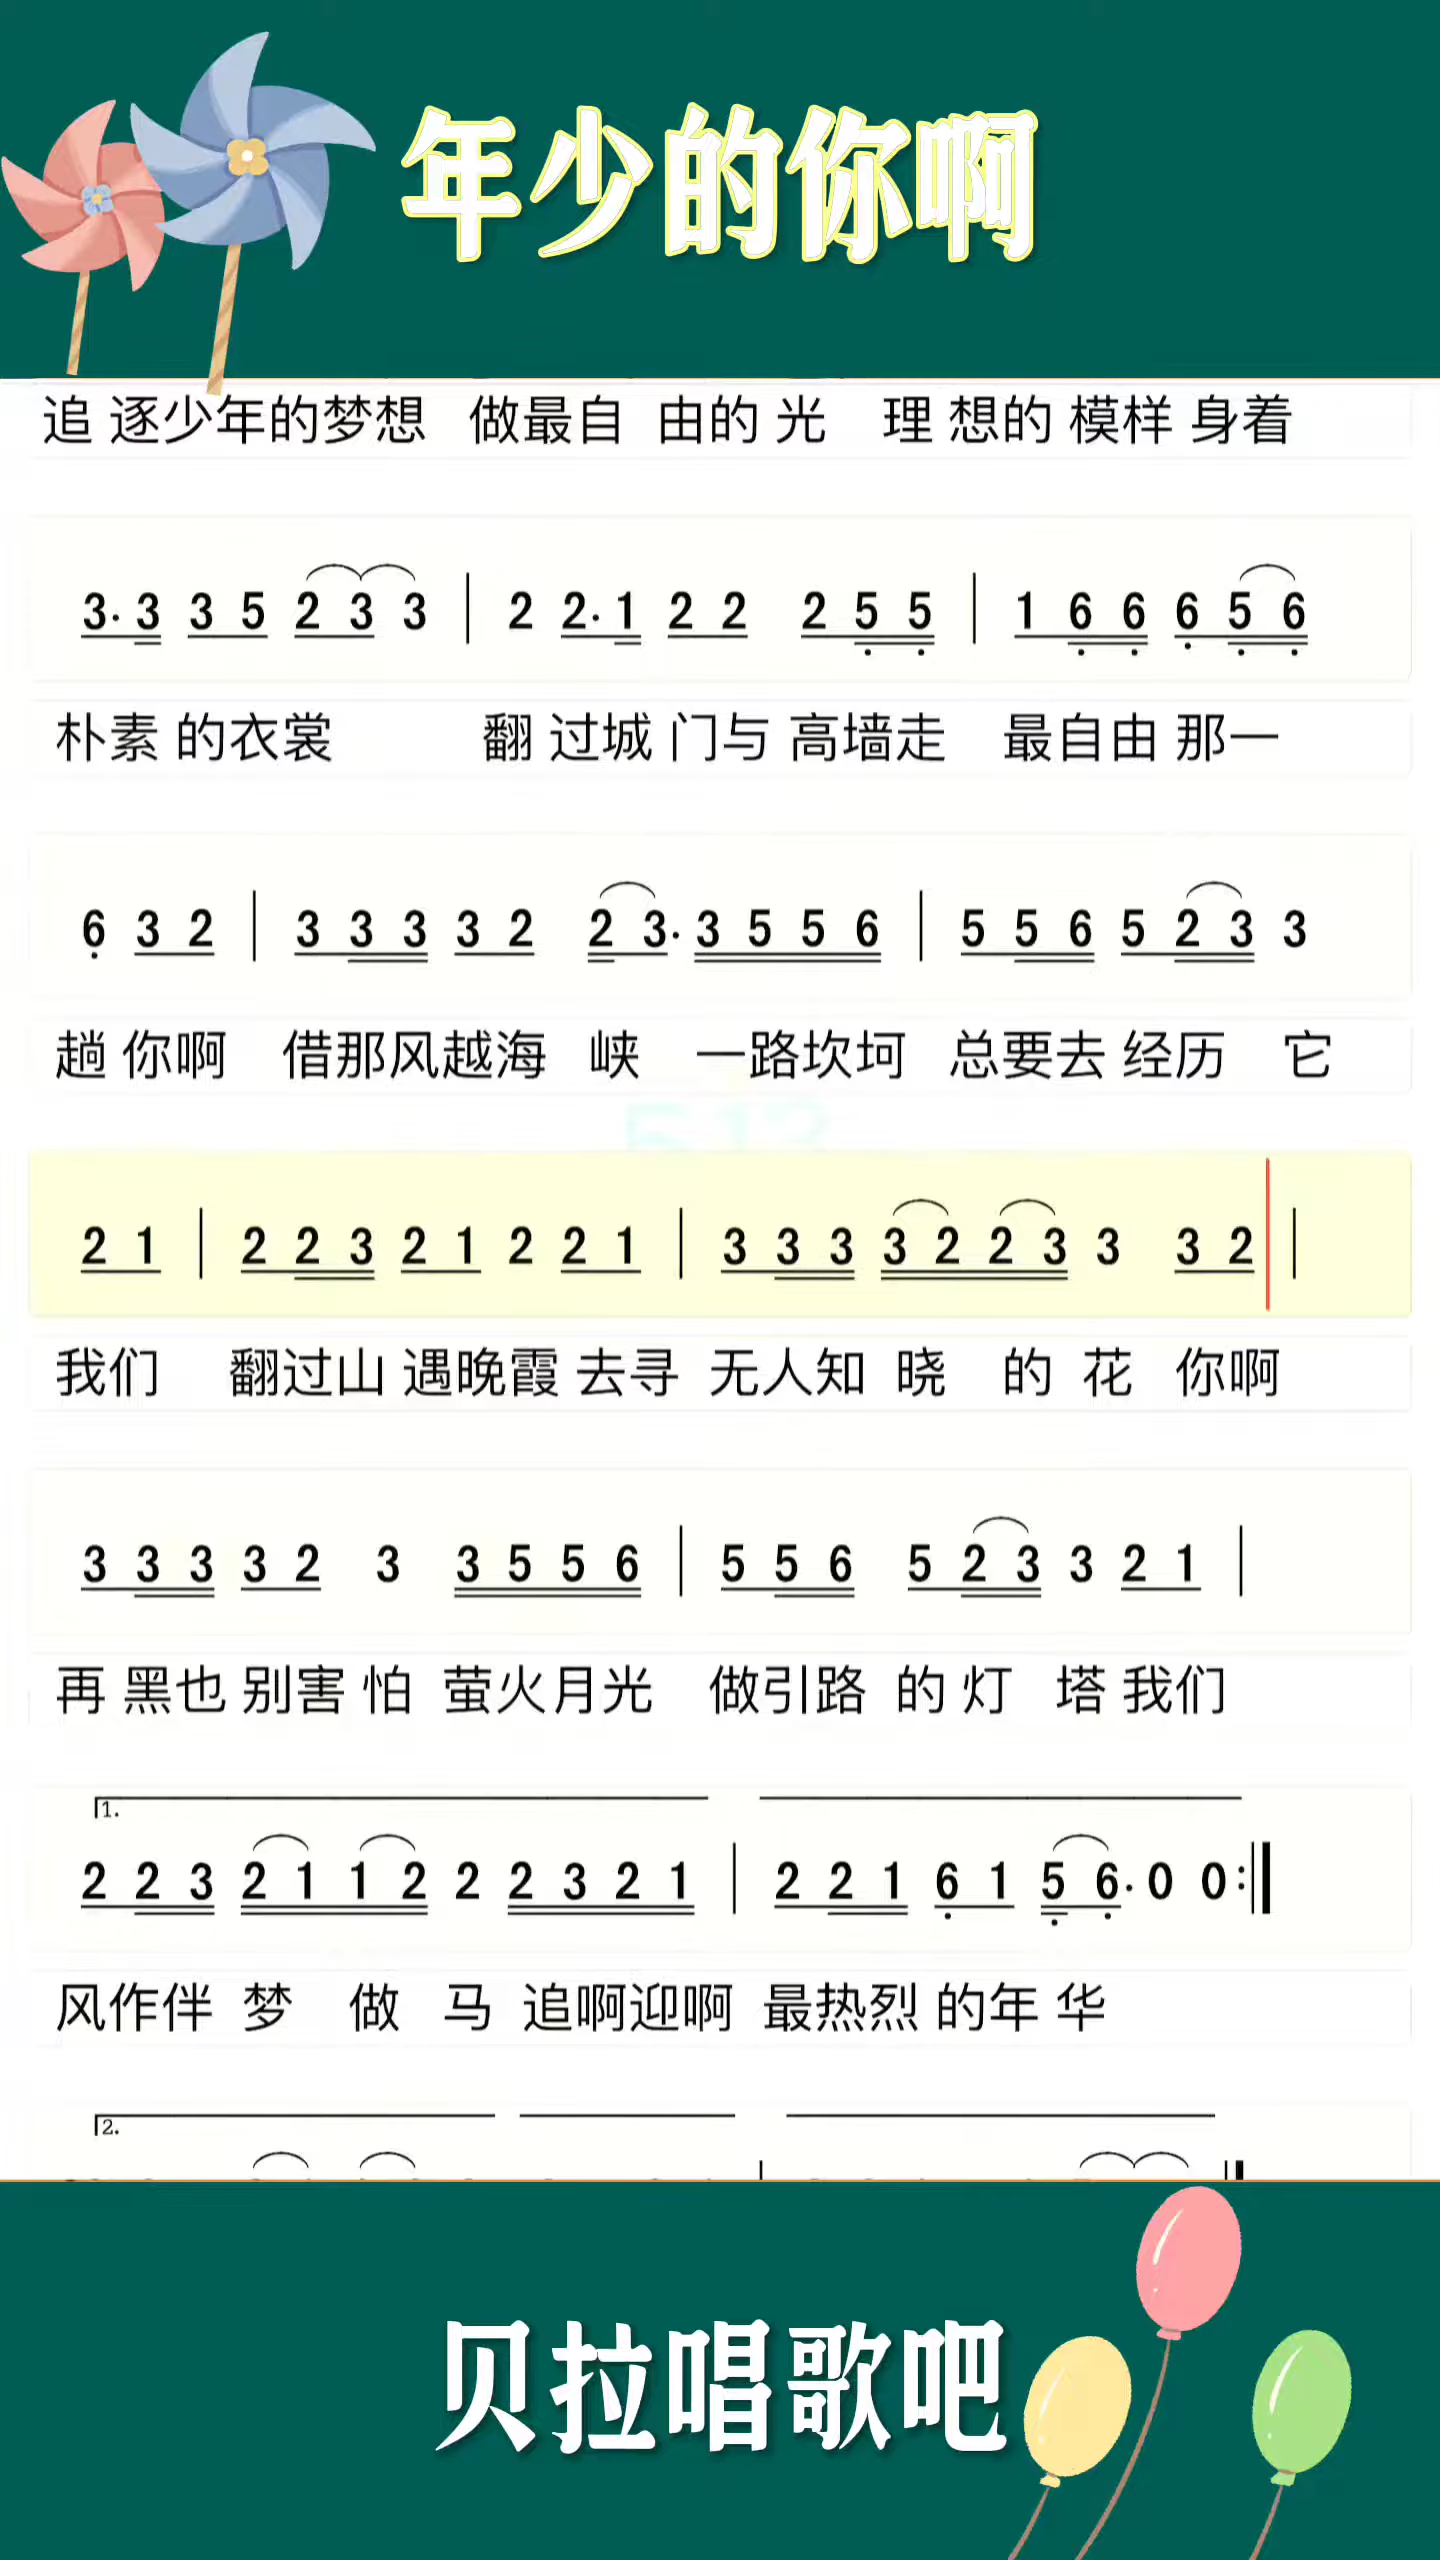 年少的你啊
追 逐少年的梦想 做最自 由的 光 理 想的 模样 身着
3. 3 3 5 2 3 3 | 2 2. 1 2 2 2 5 5 | 1 6 6 6 5 6
朴素 的衣裳 翻 过城 门与 高墙走 最自由 那一
6 3 2 | 3 3 3 3 2 2 3. 3 5 5 6 | 5 5 6 5 2 3 3
趟 你啊 借那风越海 峡 一路坎坷 总要去 经历 它
2 1 | 2 2 3 2 1 2 2 1 | 3 3 3 3 2 2 3 3 3 2 |
我们 翻过山 遇晚霞 去寻 无人知 晓 的 花 你啊
3 3 3 3 2 3 3 5 5 6 | 5 5 6 5 2 3 3 2 1 |
再 黑也 别害 怕 萤火月光 做引路 的 灯 塔 我们
1.
2 2 3 2 1 1 2 2 2 3 2 1 | 2 2 1 6 1 5 6. 0 0 :|
风作伴 梦 做 马 追啊迎啊 最热烈 的年 华
2.
贝拉唱歌吧